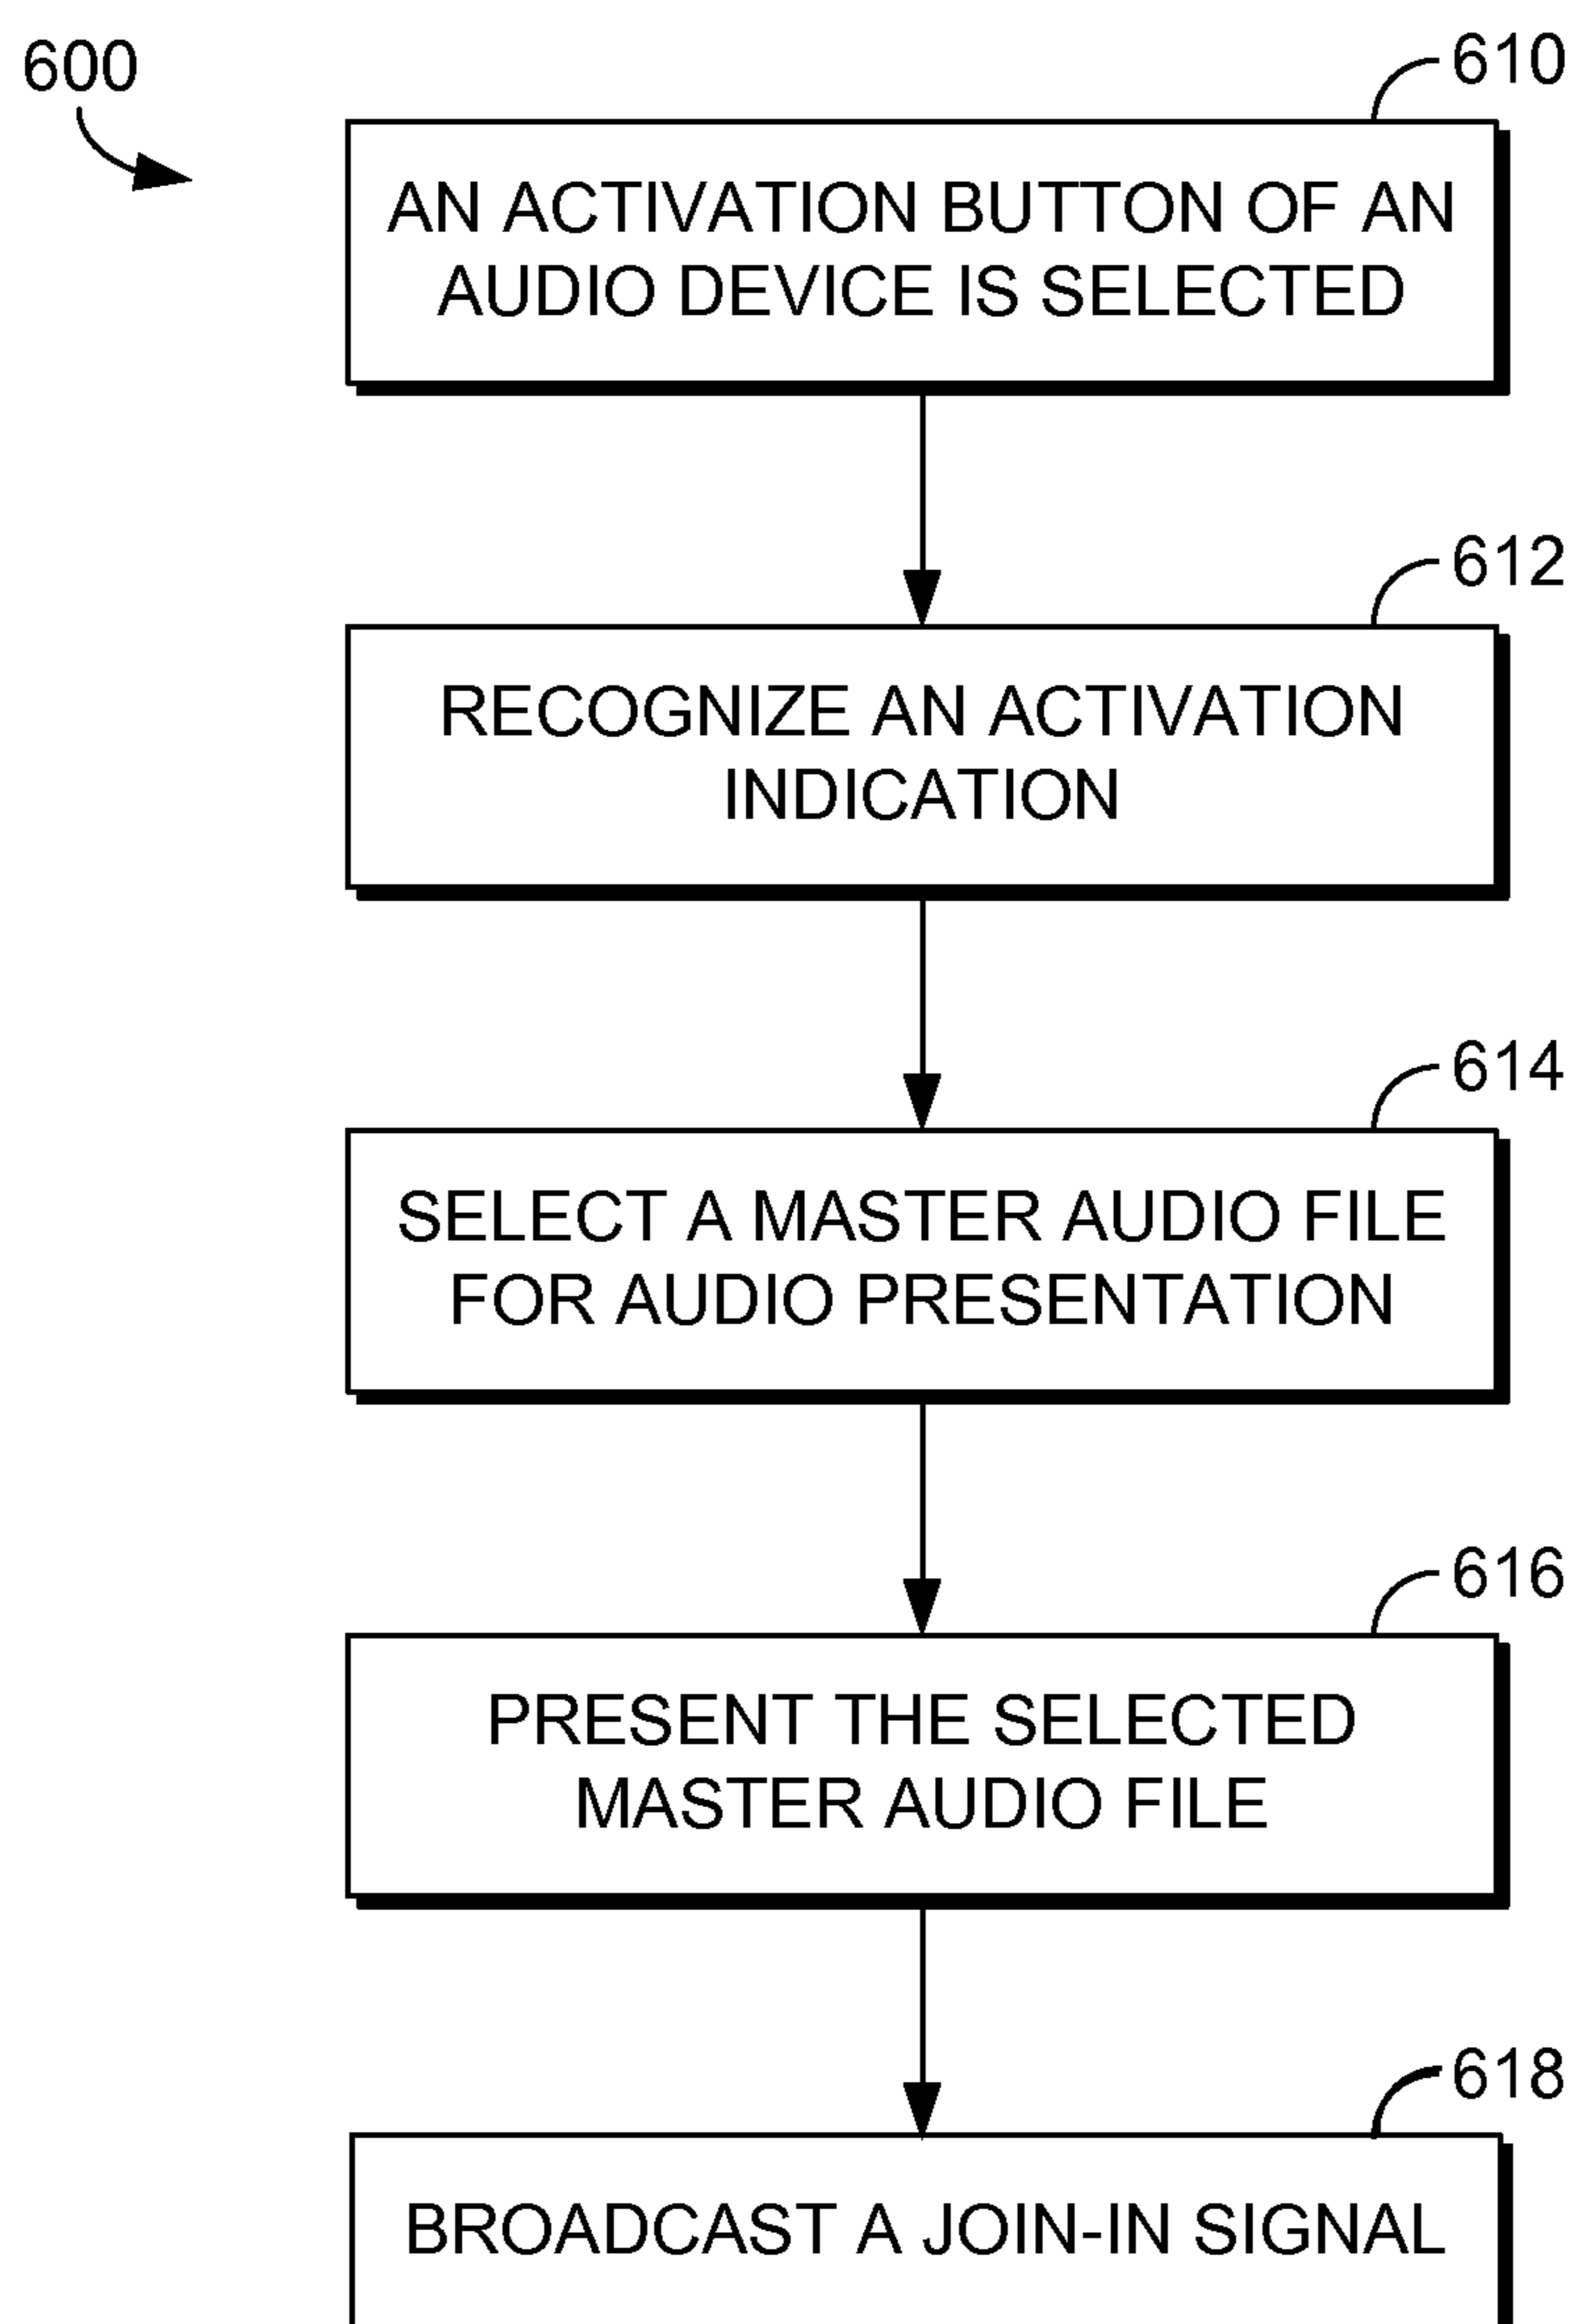 600
610
AN ACTIVATION BUTTON OF AN
AUDIO DEVICE IS SELECTED
612
RECOGNIZE AN ACTIVATION
INDICATION
614
SELECT A MASTER AUDIO FILE
FOR AUDIO PRESENTATION
616
PRESENT THE SELECTED
MASTER AUDIO FILE
618
BROADCAST A JOIN-IN SIGNAL